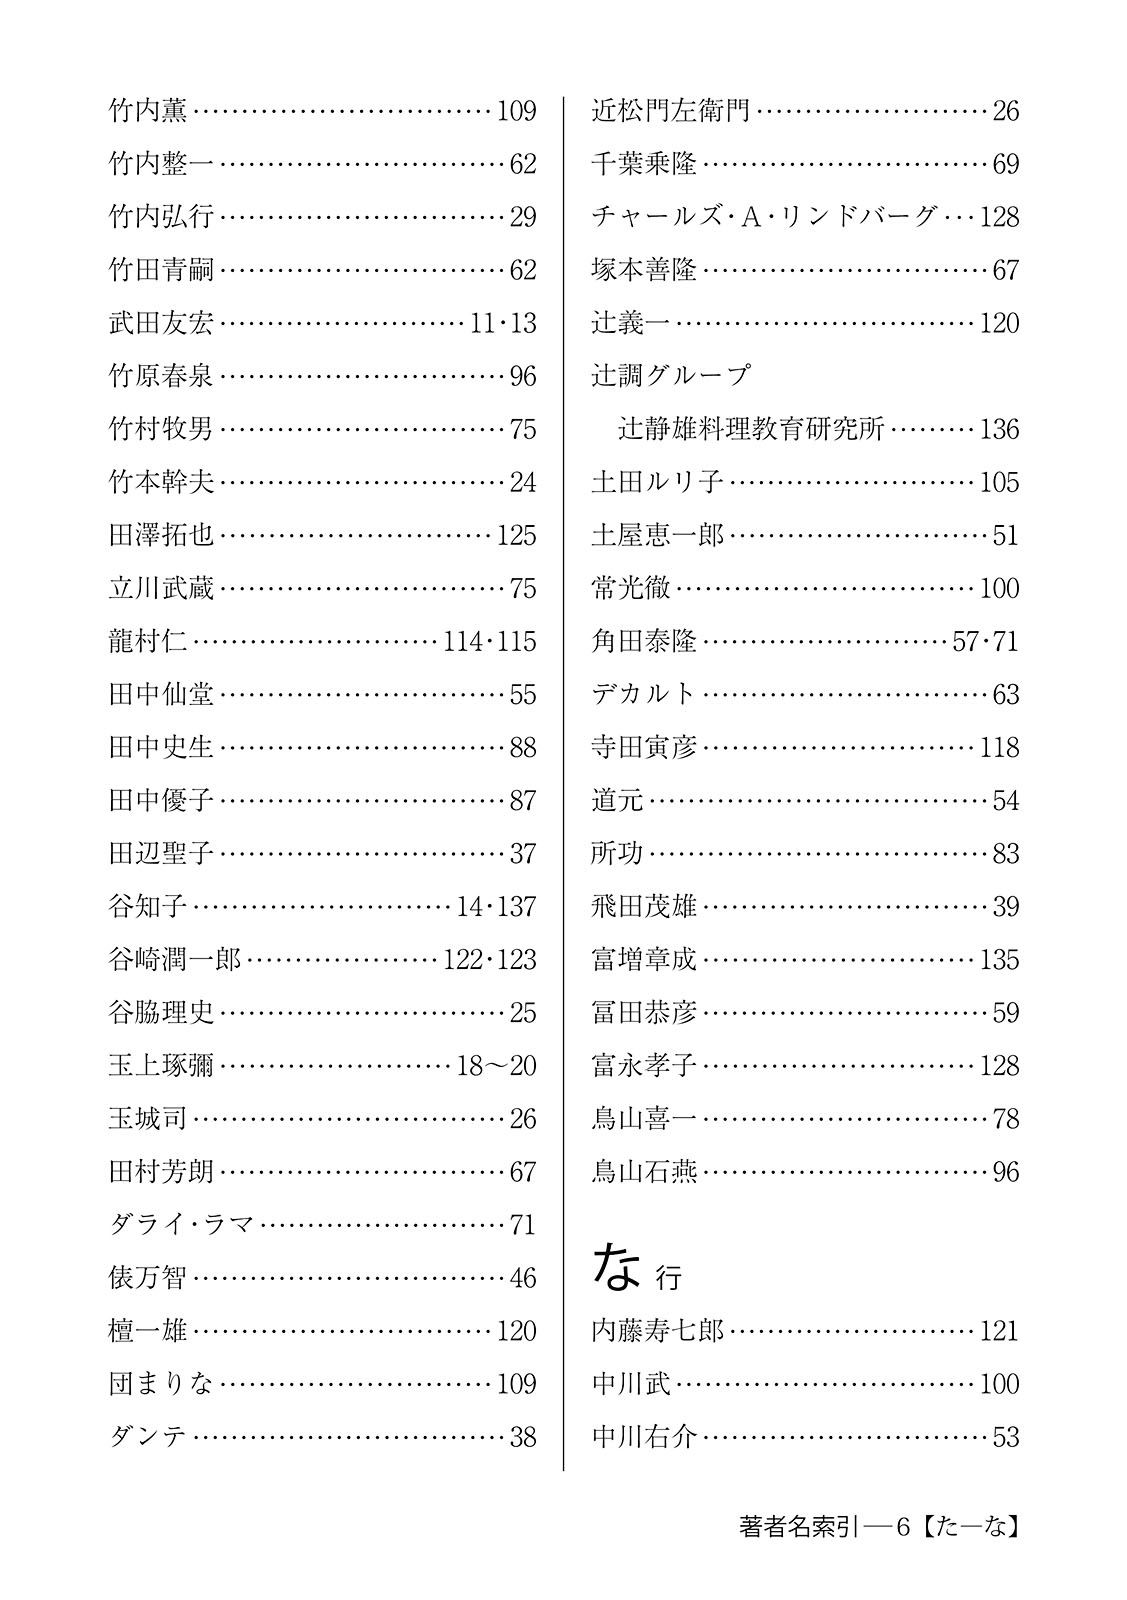 竹内薫……………………………109
竹内整一…………………………62
竹内弘行…………………………29
竹田青嗣…………………………62
武田友宏………………………11・13
竹原春泉…………………………96
竹村牧男…………………………75
竹本幹夫…………………………24
田澤拓也…………………………125
立川武蔵…………………………75
龍村仁………………………114・115
田中仙堂…………………………55
田中史生…………………………88
田中優子…………………………87
田辺聖子…………………………37
谷知子………………………14・137
谷崎潤一郎…………………122・123
谷脇理史…………………………25
玉上琢彌………………………18〜20
玉城司……………………………26
田村芳朗…………………………67
ダライ・ラマ………………………71
俵万智……………………………46
檀一雄……………………………120
団まりな…………………………109
ダンテ……………………………38
近松門左衛門……………………26
千葉乗隆…………………………69
チャールズ・A・リンドバーグ…128
塚本善隆…………………………67
辻義一……………………………120
辻調グループ
辻静雄料理教育研究所………136
土田ルリ子………………………105
土屋恵一郎………………………51
常光徹……………………………100
角田泰隆………………………57・71
デカルト…………………………63
寺田寅彦…………………………118
道元………………………………54
所功………………………………83
飛田茂雄…………………………39
富増章成…………………………135
冨田恭彦…………………………59
富永孝子…………………………128
鳥山喜一…………………………78
鳥山石燕…………………………96
な 行
内藤寿七郎………………………121
中川武……………………………100
中川右介…………………………53
著者名索引―6【た―な】